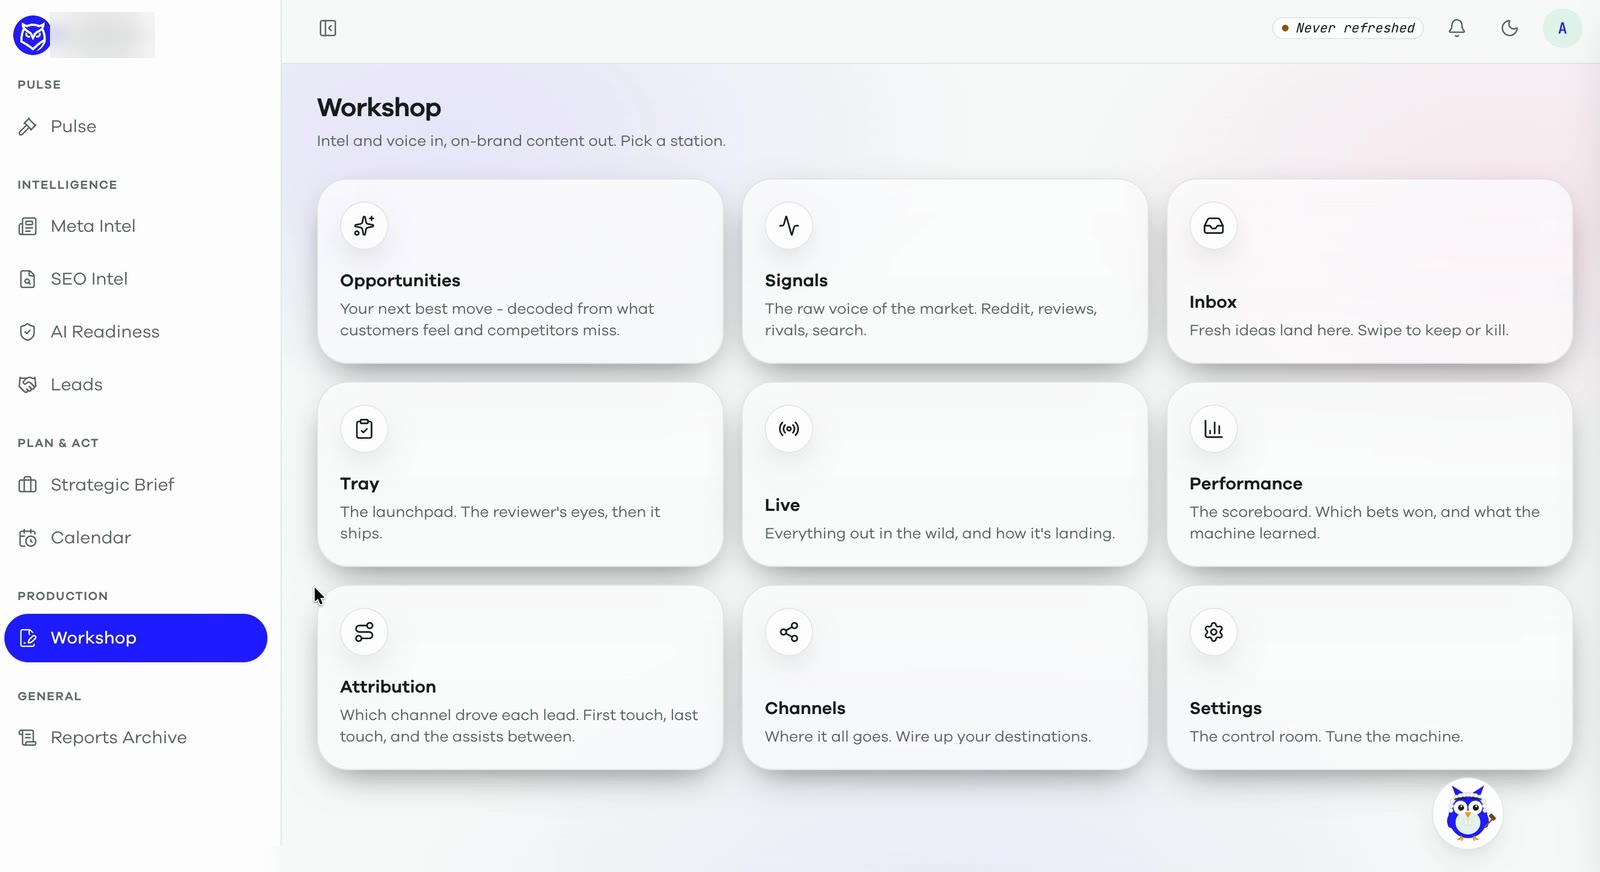 Never refreshed
A
PULSE
Pulse
INTELLIGENCE
Meta Intel
SEO Intel
AI Readiness
Leads
PLAN & ACT
Strategic Brief
Calendar
PRODUCTION
Workshop
GENERAL
Reports Archive
Workshop
Intel and voice in, on-brand content out. Pick a station.
Opportunities
Your next best move - decoded from what
customers feel and competitors miss.
Signals
The raw voice of the market. Reddit, reviews,
rivals, search.
Inbox
Fresh ideas land here. Swipe to keep or kill.
Tray
The launchpad. The reviewer's eyes, then it
ships.
Live
Everything out in the wild, and how it's landing.
Performance
The scoreboard. Which bets won, and what the
machine learned.
Attribution
Which channel drove each lead. First touch, last
touch, and the assists between.
Channels
Where it all goes. Wire up your destinations.
Settings
The control room. Tune the machine.